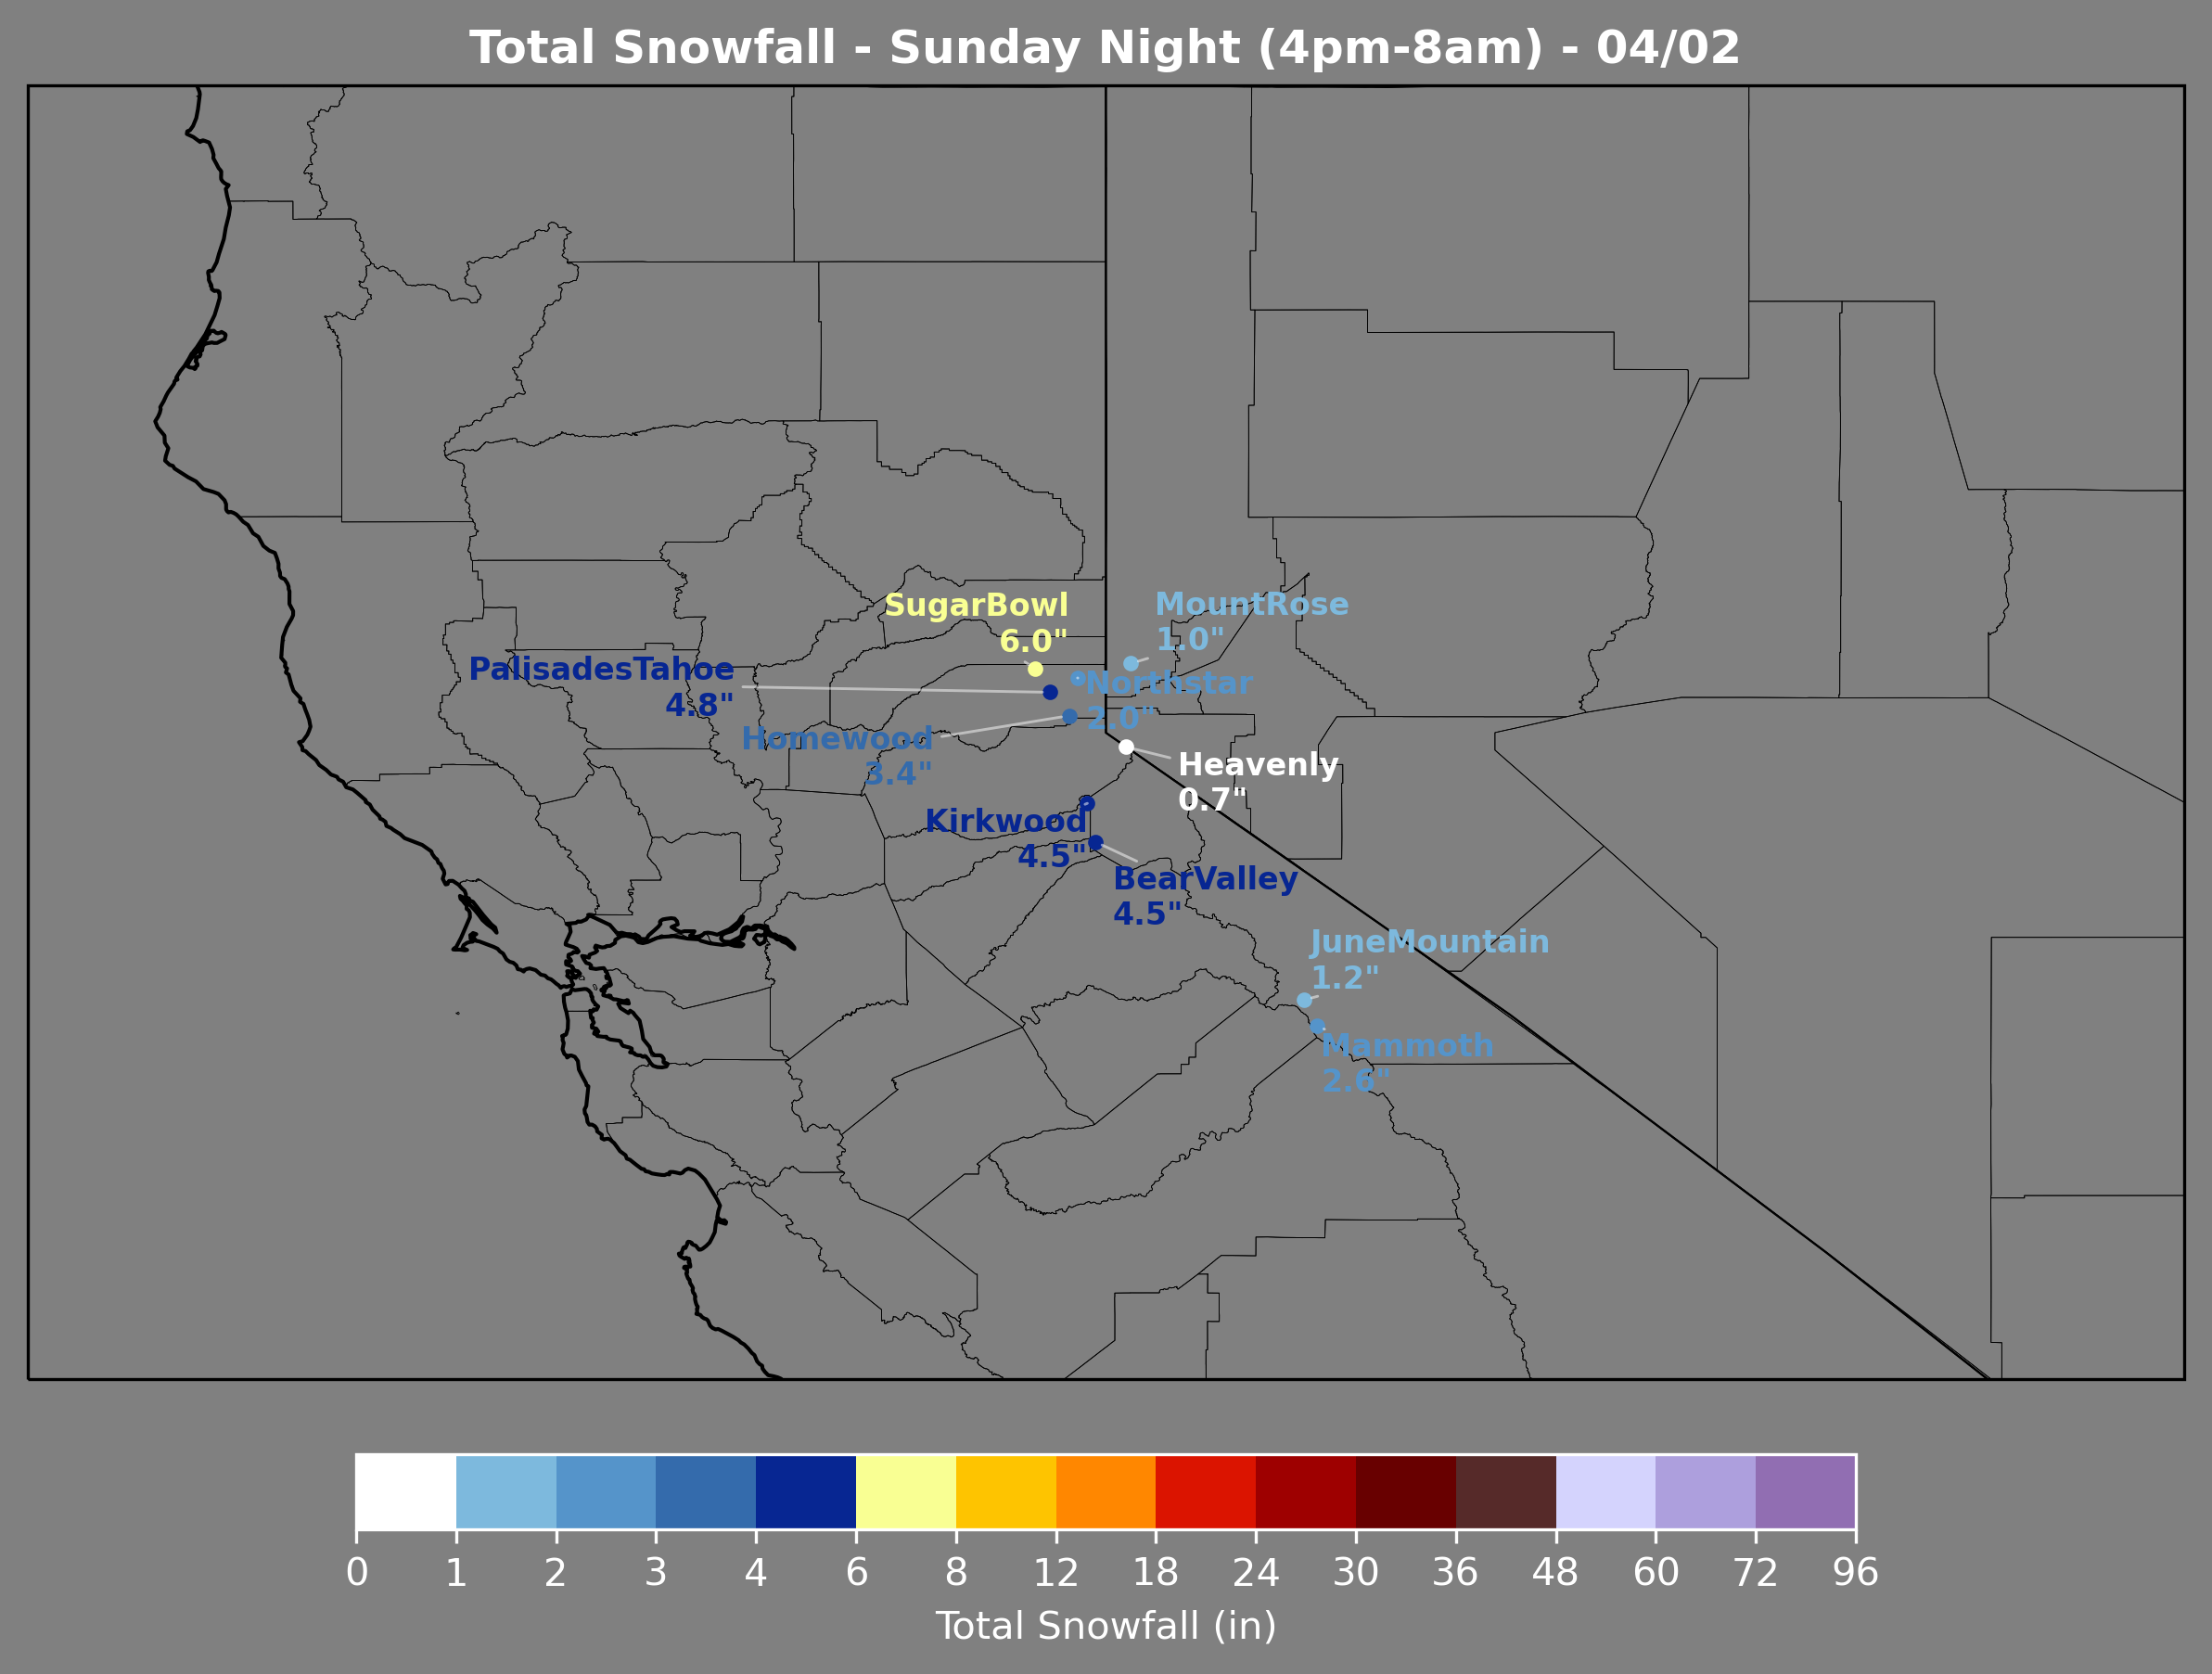 Total Snowfall - Sunday Night (4pm-8am) - 04/02
SugarBowl
6.0"
MountRose
1.0"
PalisadesTahoe
4.8"
Northstar
2.0"
Homewood
3.4"
Heavenly
0.7"
Kirkwood
4.5"
BearValley
4.5"
JuneMountain
1.2"
Mammoth
2.6"
0 1 2 3 4 6 8 12 18 24 30 36 48 60 72 96
Total Snowfall (in)